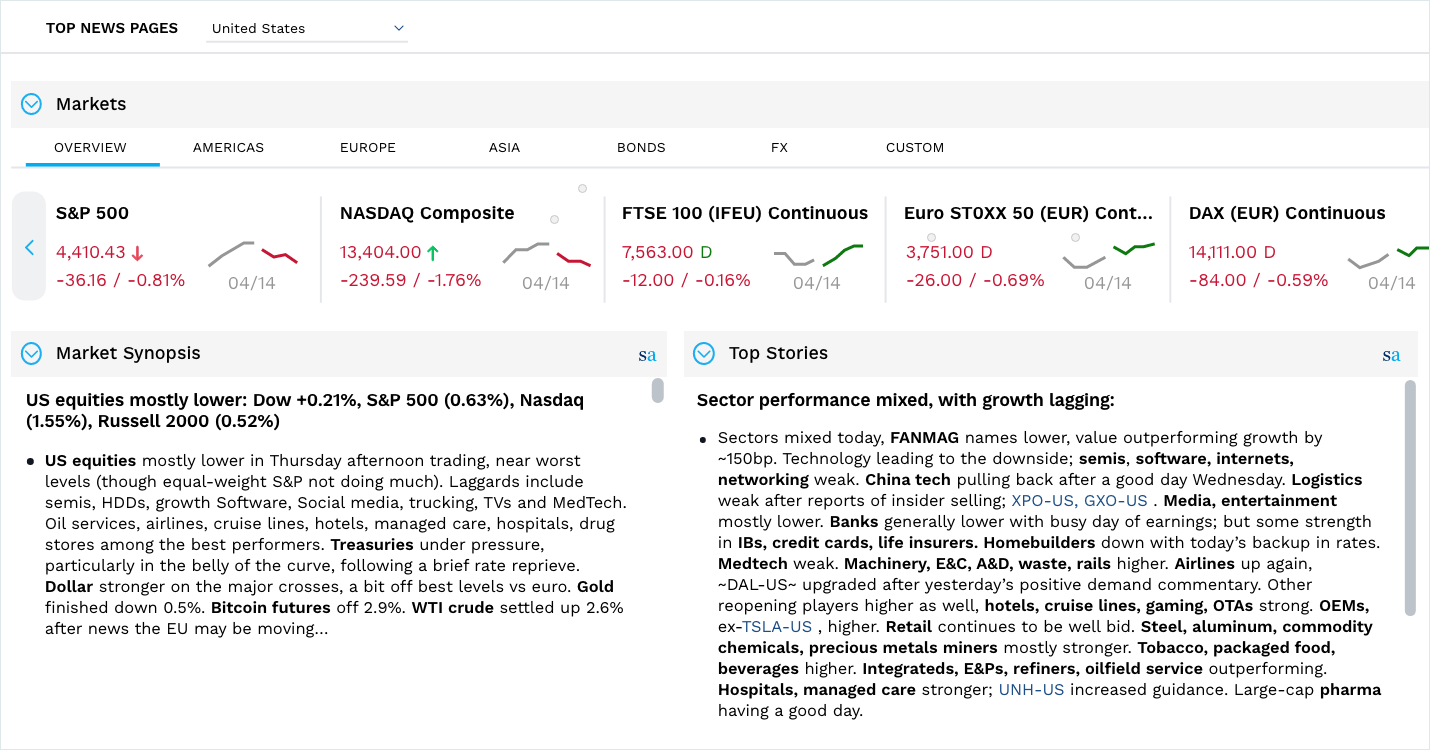 TOP NEWS PAGES United States
Markets
OVERVIEW AMERICAS EUROPE ASIA BONDS FX CUSTOM
S&P 500
4,410.43
-36.16 / -0.81%
04/14
NASDAQ Composite
13,404.00
-239.59 / -1.76%
04/14
FTSE 100 (IFEU) Continuous
7,563.00 D
-12.00 / -0.16%
04/14
Euro ST0XX 50 (EUR) Cont...
3,751.00 D
-26.00 / -0.69%
04/14
DAX (EUR) Continuous
14,111.00 D
-84.00 / -0.59%
04/14
Market Synopsis sa
US equities mostly lower: Dow +0.21%, S&P 500 (0.63%), Nasdaq
(1.55%), Russell 2000 (0.52%)
• US equities mostly lower in Thursday afternoon trading, near worst
levels (though equal-weight S&P not doing much). Laggards include
semis, HDDs, growth Software, Social media, trucking, TVs and MedTech.
Oil services, airlines, cruise lines, hotels, managed care, hospitals, drug
stores among the best performers. Treasuries under pressure,
particularly in the belly of the curve, following a brief rate reprieve.
Dollar stronger on the major crosses, a bit off best levels vs euro. Gold
finished down 0.5%. Bitcoin futures off 2.9%. WTI crude settled up 2.6%
after news the EU may be moving...
Top Stories sa
Sector performance mixed, with growth lagging:
• Sectors mixed today, FANMAG names lower, value outperforming growth by
~150bp. Technology leading to the downside; semis, software, internets,
networking weak. China tech pulling back after a good day Wednesday. Logistics
weak after reports of insider selling; XPO-US, GXO-US . Media, entertainment
mostly lower. Banks generally lower with busy day of earnings; but some strength
in IBs, credit cards, life insurers. Homebuilders down with today’s backup in rates.
Medtech weak. Machinery, E&C, A&D, waste, rails higher. Airlines up again,
~DAL-US~ upgraded after yesterday’s positive demand commentary. Other
reopening players higher as well, hotels, cruise lines, gaming, OTAs strong. OEMs,
ex-TSLA-US , higher. Retail continues to be well bid. Steel, aluminum, commodity
chemicals, precious metals miners mostly stronger. Tobacco, packaged food,
beverages higher. Integrateds, E&Ps, refiners, oilfield service outperforming.
Hospitals, managed care stronger; UNH-US increased guidance. Large-cap pharma
having a good day.